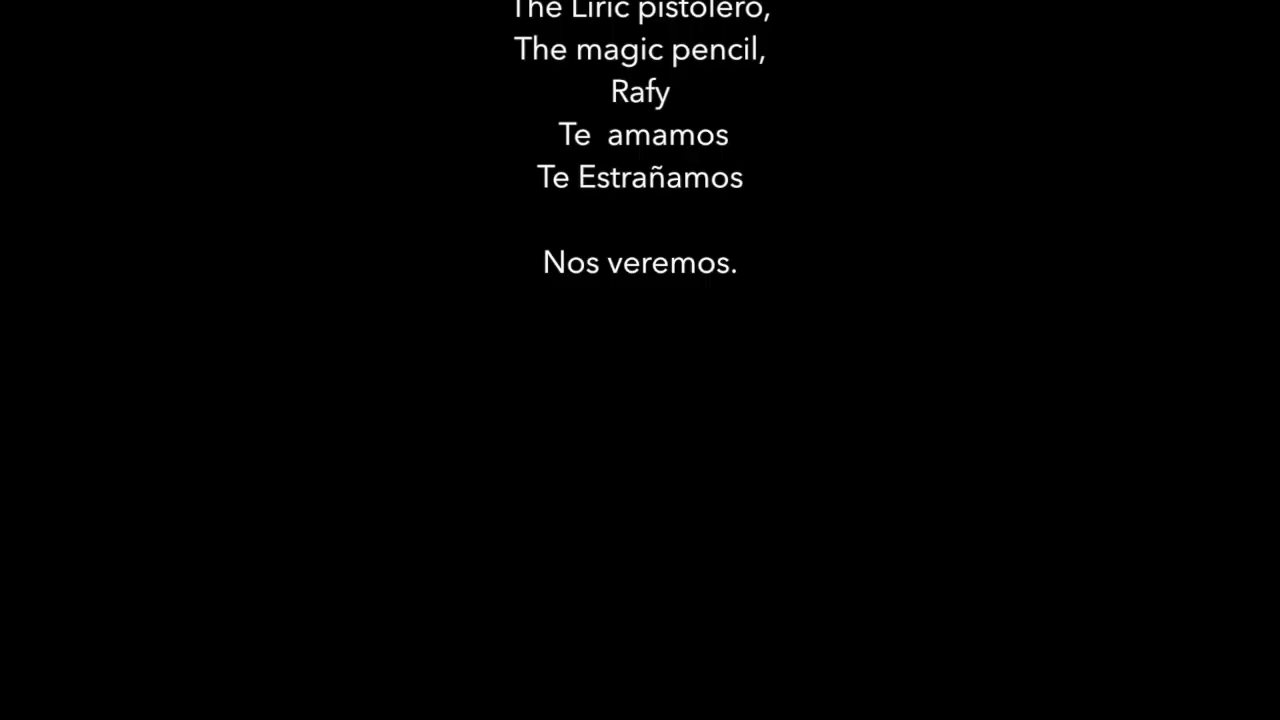 The Liric pistolero,
The magic pencil,
Rafy
Te amamos
Te Estrañamos
Nos veremos.